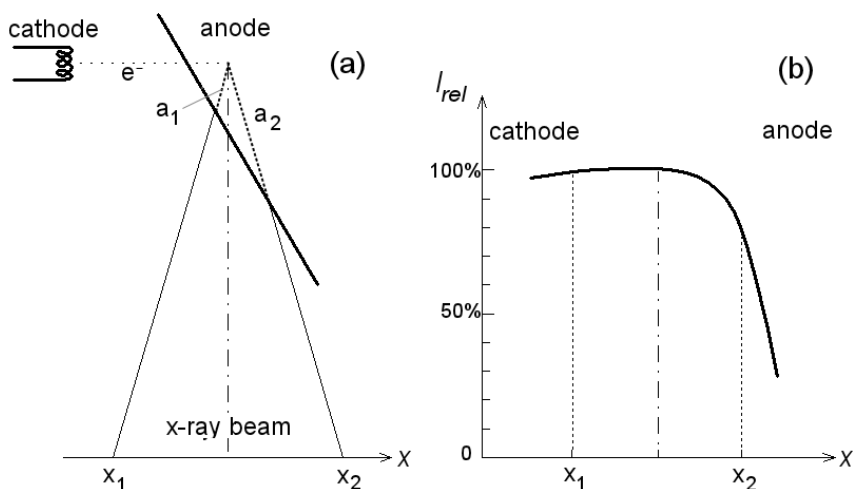 cathode
anode
(a)
e⁻
a₁
a₂
x-ray beam
x₁
x₂
X
(b)
Iᵣₑₗ
cathode
anode
100%
50%
0
x₁
x₂
X